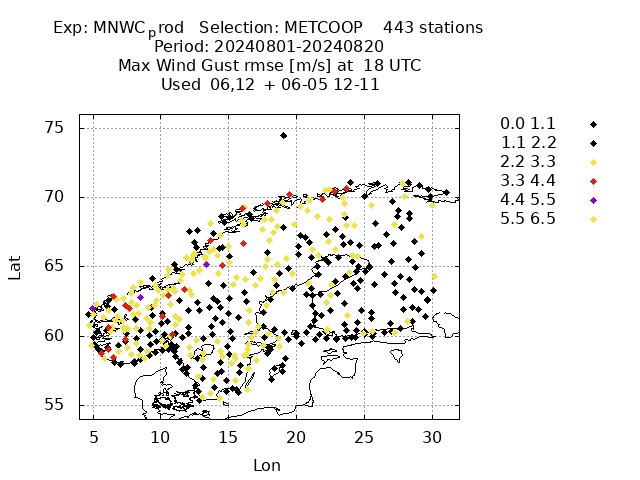 Exp: MNWC_prod   Selection: METCOOP    443 stations
Period: 20240801-20240820
Max Wind Gust rmse [m/s] at  18 UTC
Used  06,12  + 06-05 12-11
0.0 1.1
1.1 2.2
2.2 3.3
3.3 4.4
4.4 5.5
5.5 6.5
75
70
65
60
55
Lat
5 10 15 20 25 30
Lon